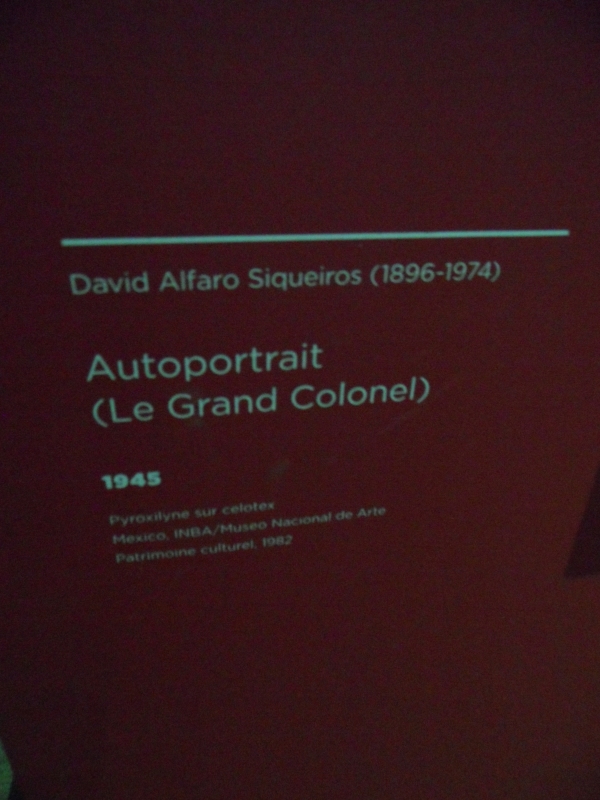 David Alfaro Siqueiros (1896-1974)
Autoportrait
(Le Grand Colonel)
1945
Pyroxilyne sur celotex
Mexico, INBA/Museo Nacional de Arte
Patrimoine culturel, 1982